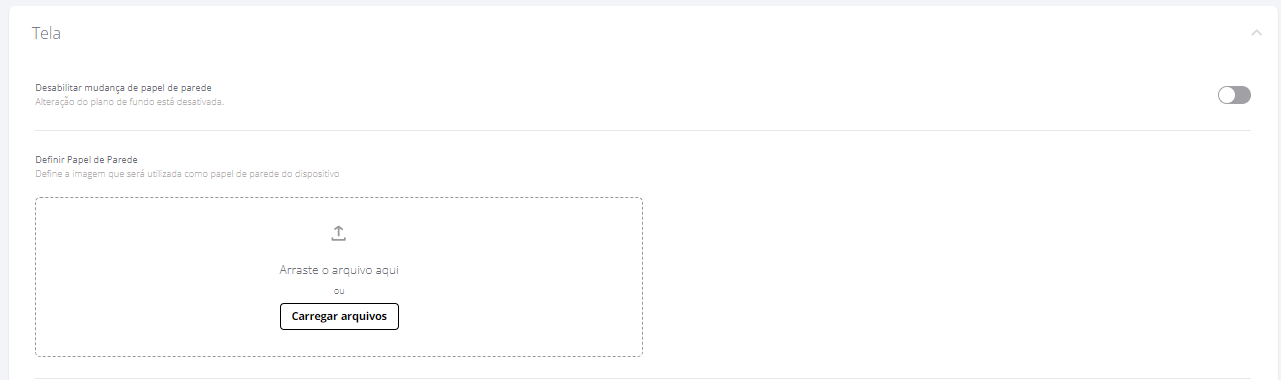 Tela
Desabilitar mudança de papel de parede
Alteração do plano de fundo está desativada.
Definir Papel de Parede
Define a imagem que será utilizada como papel de parede do dispositivo
Arraste o arquivo aqui
ou
Carregar arquivos